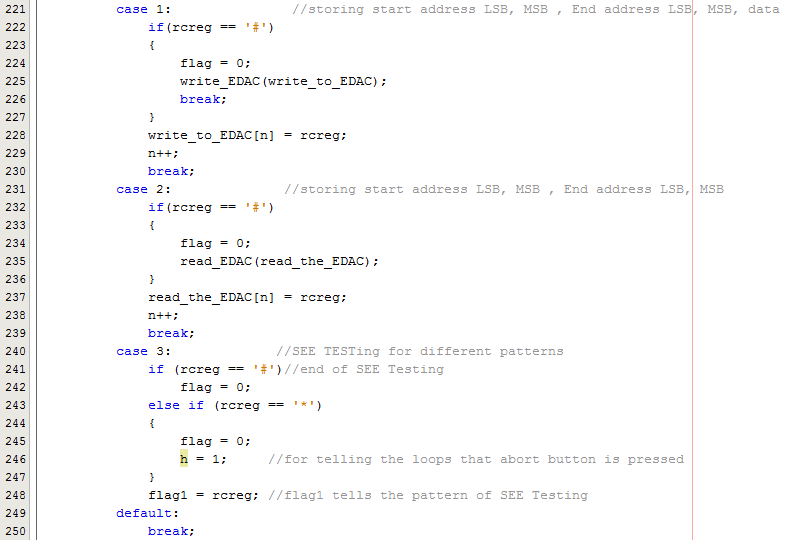 221 case 1: //storing start address LSB, MSB , End address LSB, MSB, data
222 if(rcreg == '#')
223 {
224 flag = 0;
225 write_EDAC(write_to_EDAC);
226 break;
227 }
228 write_to_EDAC[n] = rcreg;
229 n++;
230 break;
231 case 2: //storing start address LSB, MSB , End address LSB, MSB
232 if(rcreg == '#')
233 {
234 flag = 0;
235 read_EDAC(read_the_EDAC);
236 }
237 read_the_EDAC[n] = rcreg;
238 n++;
239 break;
240 case 3: //SEE TESTing for different patterns
241 if (rcreg == '#')//end of SEE Testing
242 flag = 0;
243 else if (rcreg == '*')
244 {
245 flag = 0;
246 h = 1; //for telling the loops that abort button is pressed
247 }
248 flag1 = rcreg; //flag1 tells the pattern of SEE Testing
249 default:
250 break;